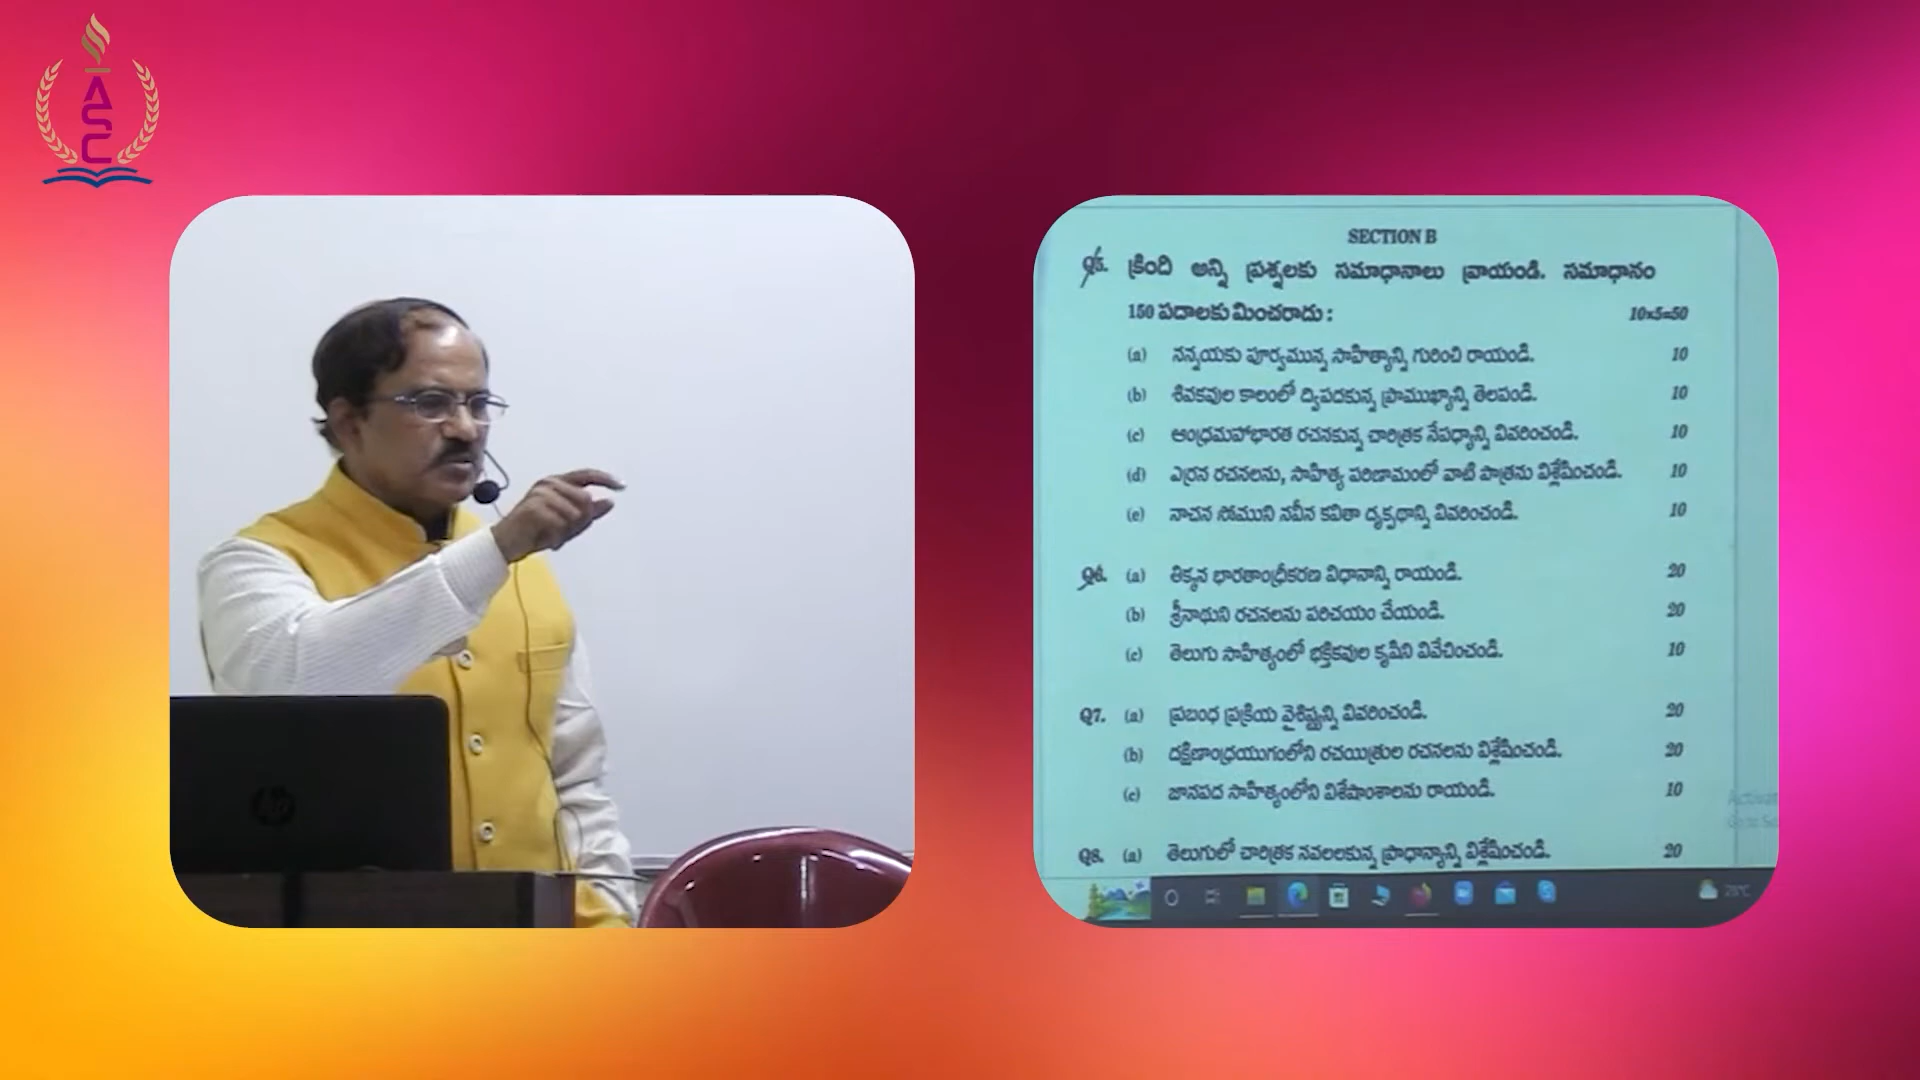 ASC
SECTION B
Q5. క్రింది అన్ని ప్రశ్నలకు సమాధానాలు వ్రాయండి. సమాధానం
150 పదాలకు మించరాదు : 10×5=50
(a) నన్నయకు పూర్వమున్న సాహిత్యాన్ని గురించి రాయండి. 10
(b) శివకవుల కాలంలో ద్విపదకున్న ప్రాముఖ్యాన్ని తెలపండి. 10
(c) ఆంధ్రమహాభారత రచనకున్న చారిత్రక నేపథ్యాన్ని వివరించండి. 10
(d) ఎర్రన రచనలను, సాహిత్య పరిణామంలో వాటి పాత్రను విశ్లేషించండి. 10
(e) నాచన సోముని నవీన కవితా దృక్పథాన్ని వివరించండి. 10
Q6. (a) తిక్కన భారతాంధ్రీకరణ విధానాన్ని రాయండి. 20
(b) శ్రీనాథుని రచనలను పరిచయం చేయండి. 20
(c) తెలుగు సాహిత్యంలో భక్తికవుల కృషిని వివేచించండి. 10
Q7. (a) ప్రబంధ ప్రక్రియ వైశిష్ట్యాన్ని వివరించండి. 20
(b) దక్షిణాంధ్రయుగంలోని రచయిత్రుల రచనలను విశ్లేషించండి. 20
(c) జానపద సాహిత్యంలోని విశేషాంశాలను రాయండి. 10
Q8. (a) తెలుగులో చారిత్రక నవలలకున్న ప్రాధాన్యాన్ని విశ్లేషించండి. 20
hp